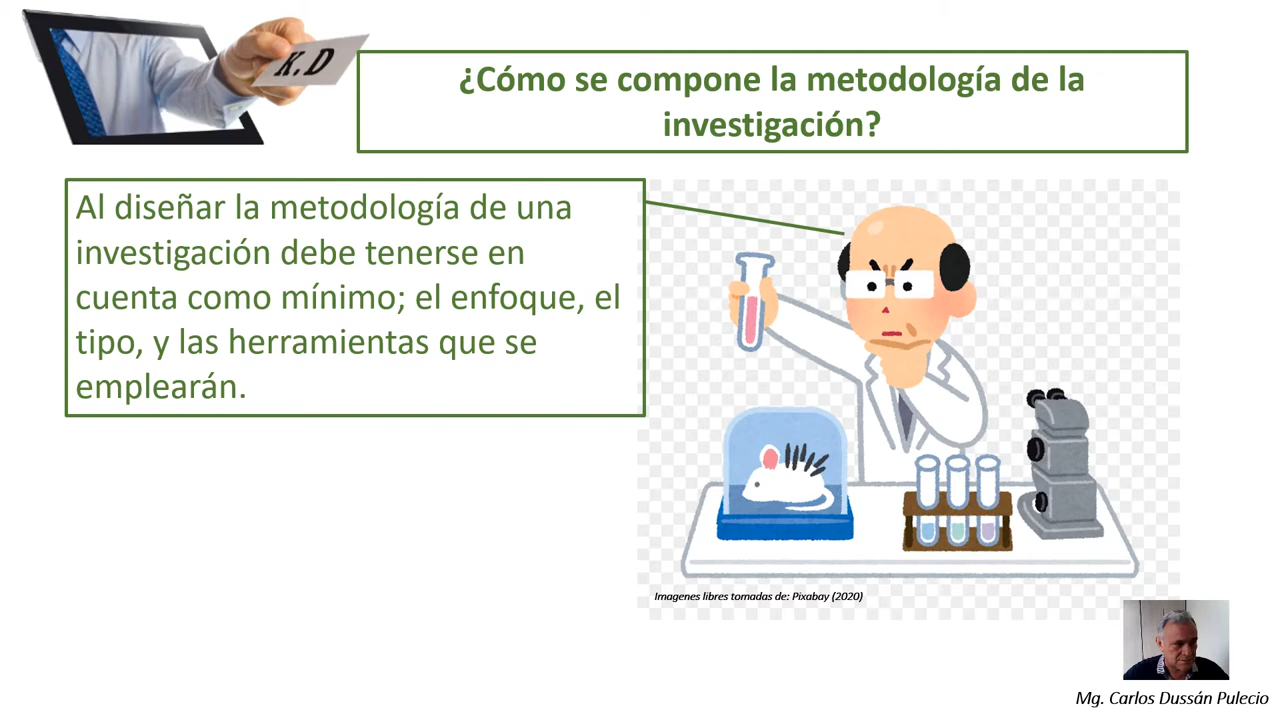 K.D
¿Cómo se compone la metodología de la
investigación?
Al diseñar la metodología de una
investigación debe tenerse en
cuenta como mínimo; el enfoque, el
tipo, y las herramientas que se
emplearán.
Imagenes libres tomadas de: Pixabay (2020)
Mg. Carlos Dussán Pulecio